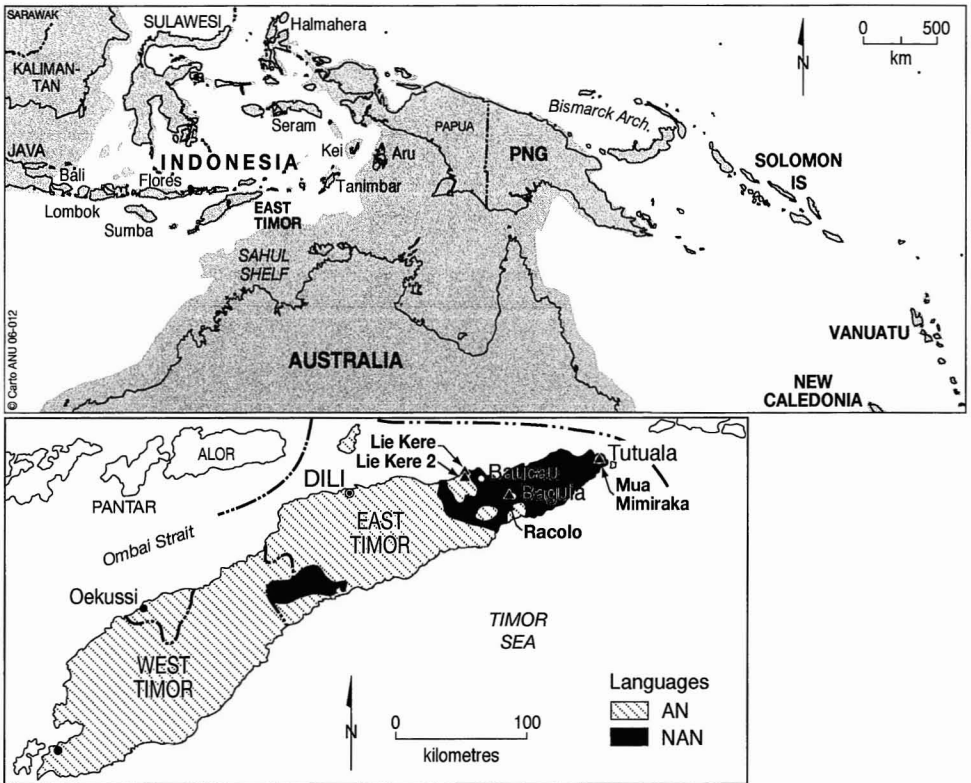 SARAWAK
SULAWESI
Halmahera
KALIMAN-
TAN
N
0 500
km
Bismarck Arch.
Seram
PAPUA
JAVA
INDONESIA
Kei
Aru
PNG
SOLOMON
IS
Bali
Flores
Tanimbar
Lombok
EAST
TIMOR
Sumba
SAHUL
SHELF
© Carto ANU 06-012
AUSTRALIA
VANUATU
NEW
CALEDONIA
Lie Kere
Lie Kere 2
ALOR
DILI
Baucau
Tutuala
PANTAR
Baguia
Mua
Mimiraka
EAST
TIMOR
Racolo
Ombai Strait
Oekussi
TIMOR
SEA
WEST
TIMOR
Languages
AN
NAN
N
0 100
kilometres